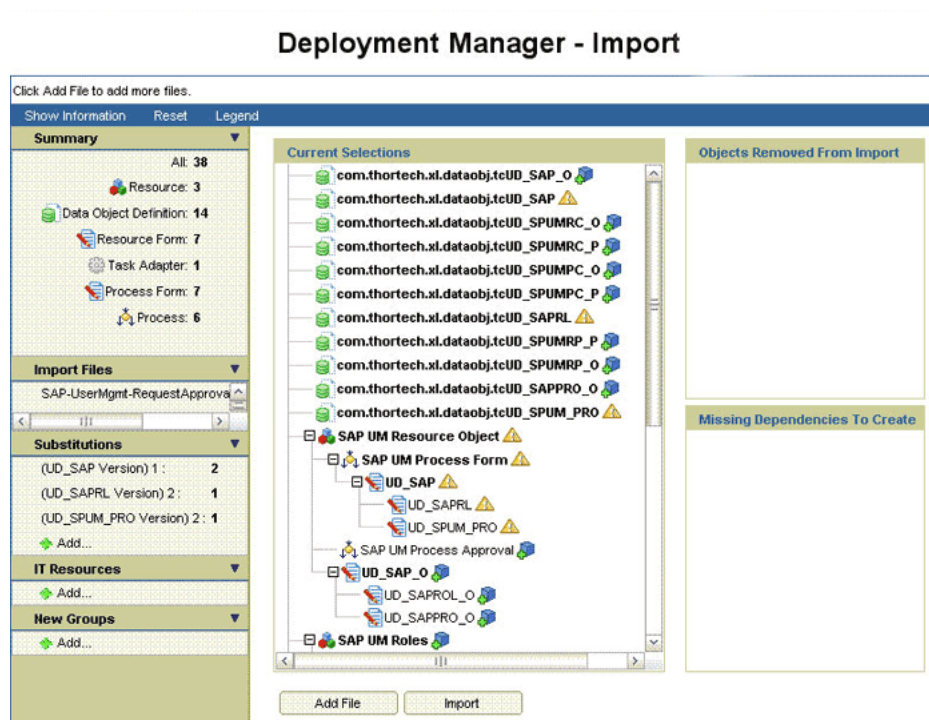 Deployment Manager - Import
Click Add File to add more files.
Show Information Reset Legend
Summary
All: 38
Resource: 3
Data Object Definition: 14
Resource Form: 7
Task Adapter: 1
Process Form: 7
Process: 6
Import Files
SAP-UserMgmt-RequestApprova
Substitutions
(UD_SAP Version) 1 : 2
(UD_SAPRL Version) 2 : 1
(UD_SPUM_PRO Version) 2 : 1
Add...
IT Resources
Add...
New Groups
Add...
Current Selections
com.thortech.xl.dataobj.tcUD_SAP_O
com.thortech.xl.dataobj.tcUD_SAP
com.thortech.xl.dataobj.tcUD_SPUMRC_O
com.thortech.xl.dataobj.tcUD_SPUMRC_P
com.thortech.xl.dataobj.tcUD_SPUMPC_O
com.thortech.xl.dataobj.tcUD_SPUMPC_P
com.thortech.xl.dataobj.tcUD_SAPRL
com.thortech.xl.dataobj.tcUD_SPUMRP_P
com.thortech.xl.dataobj.tcUD_SPUMRP_O
com.thortech.xl.dataobj.tcUD_SAPPRO_O
com.thortech.xl.dataobj.tcUD_SPUM_PRO
SAP UM Resource Object
SAP UM Process Form
UD_SAP
UD_SAPRL
UD_SPUM_PRO
SAP UM Process Approval
UD_SAP_O
UD_SAPROL_O
UD_SAPPRO_O
SAP UM Roles
Add File
Import
Objects Removed From Import
Missing Dependencies To Create